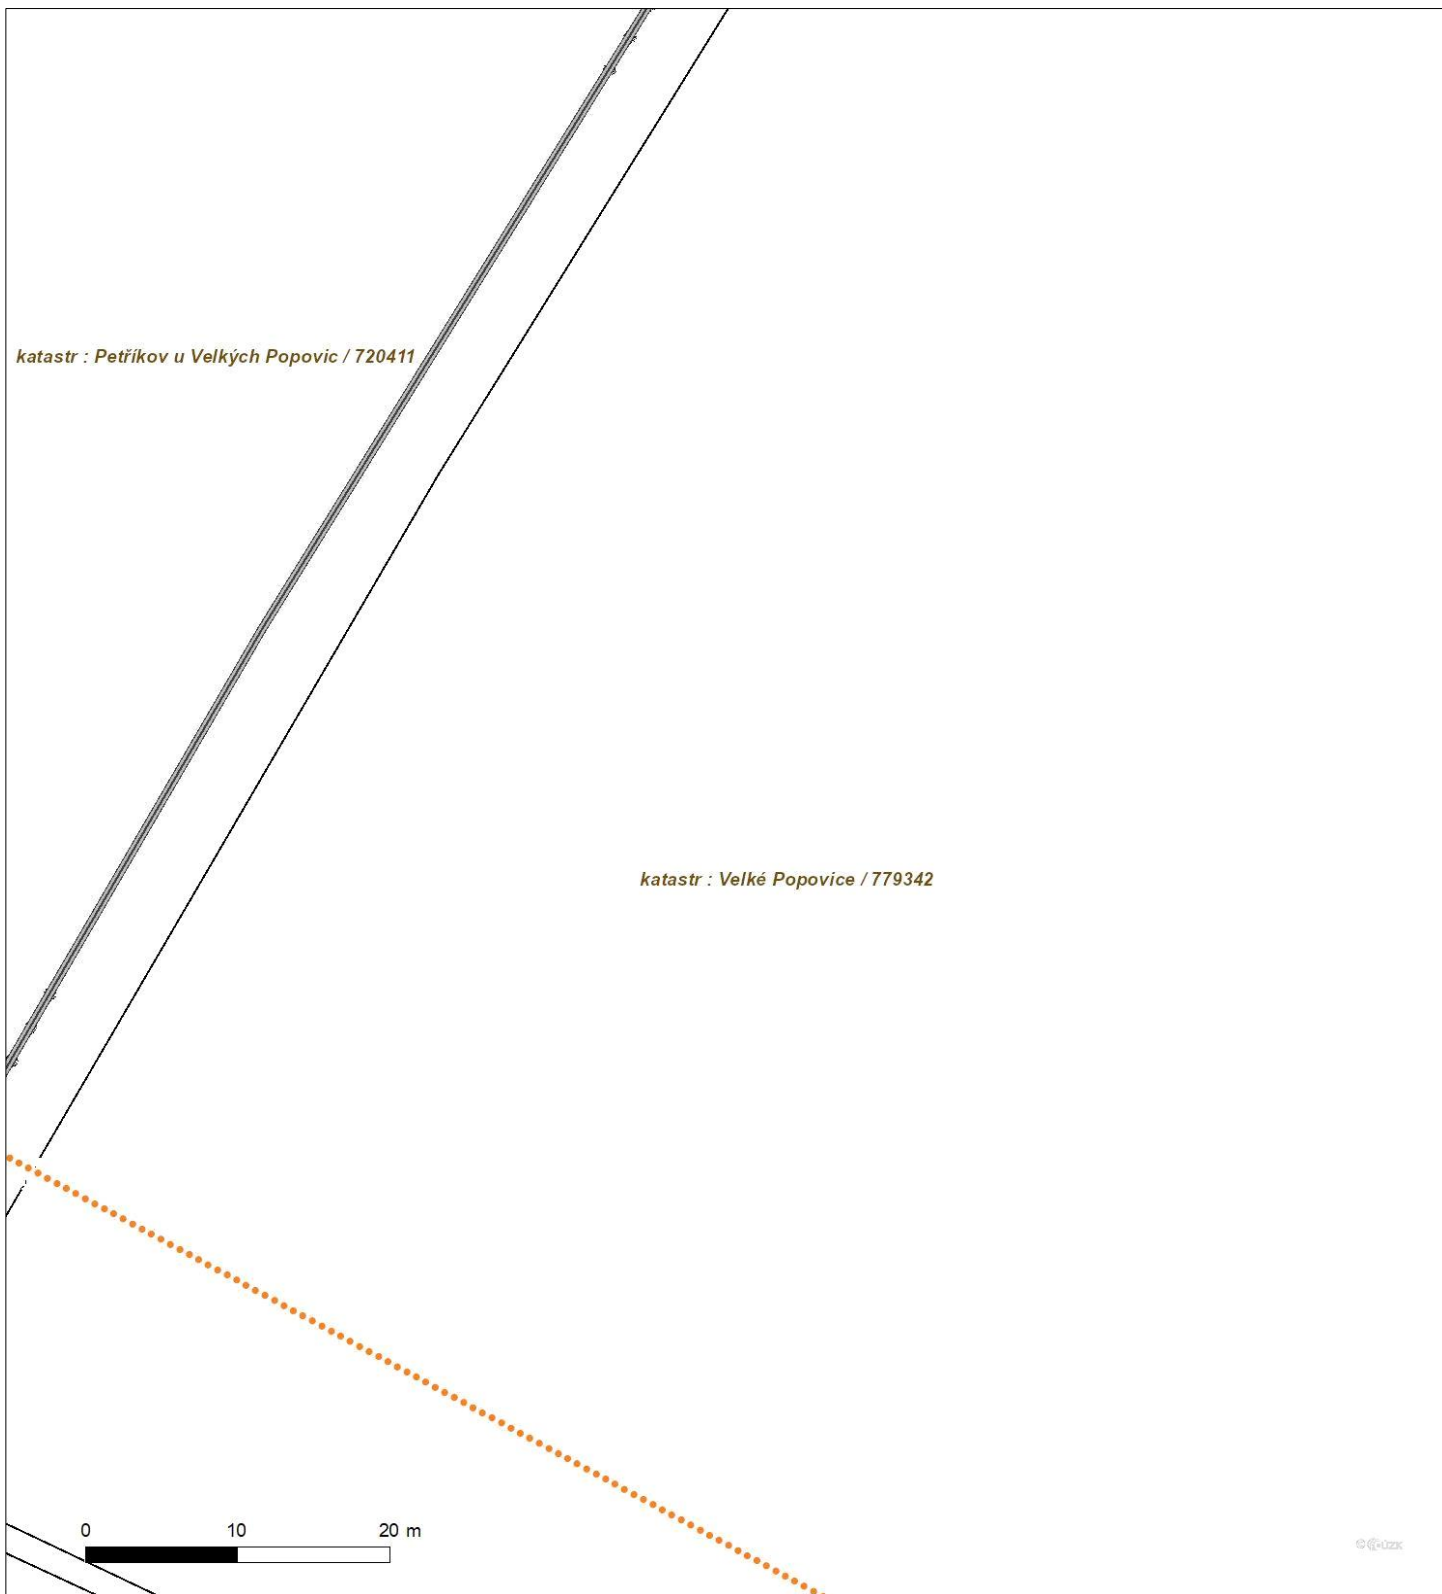 katastr : Petříkov u Velkých Popovic / 720411
katastr : Velké Popovice / 779342
0 10 20 m